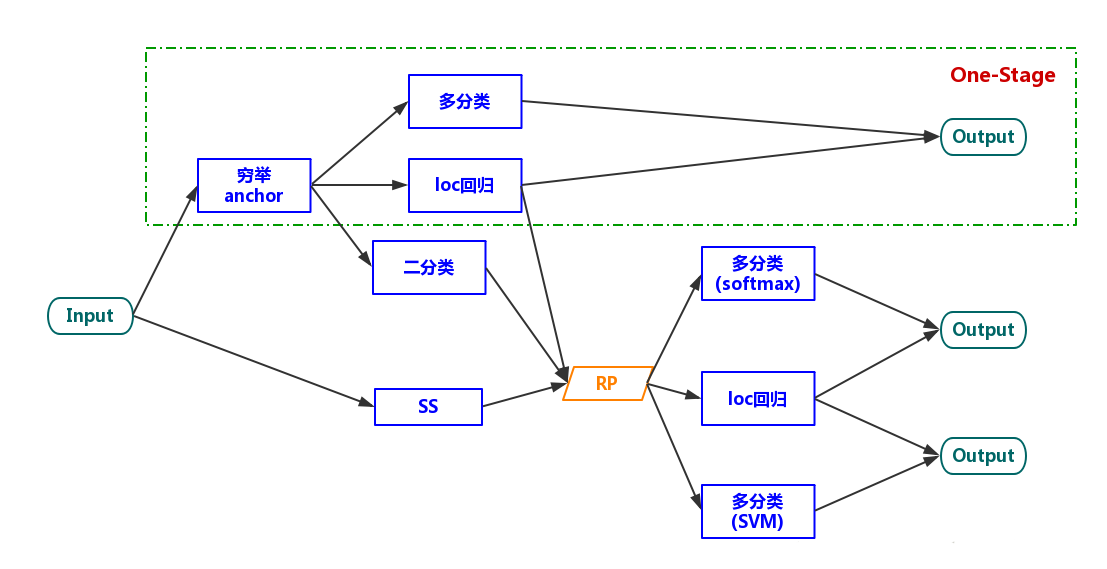 One-Stage
多分类
Output
穷举
anchor
loc回归
二分类
多分类
(softmax)
Input
Output
RP
SS
loc回归
Output
多分类
(SVM)